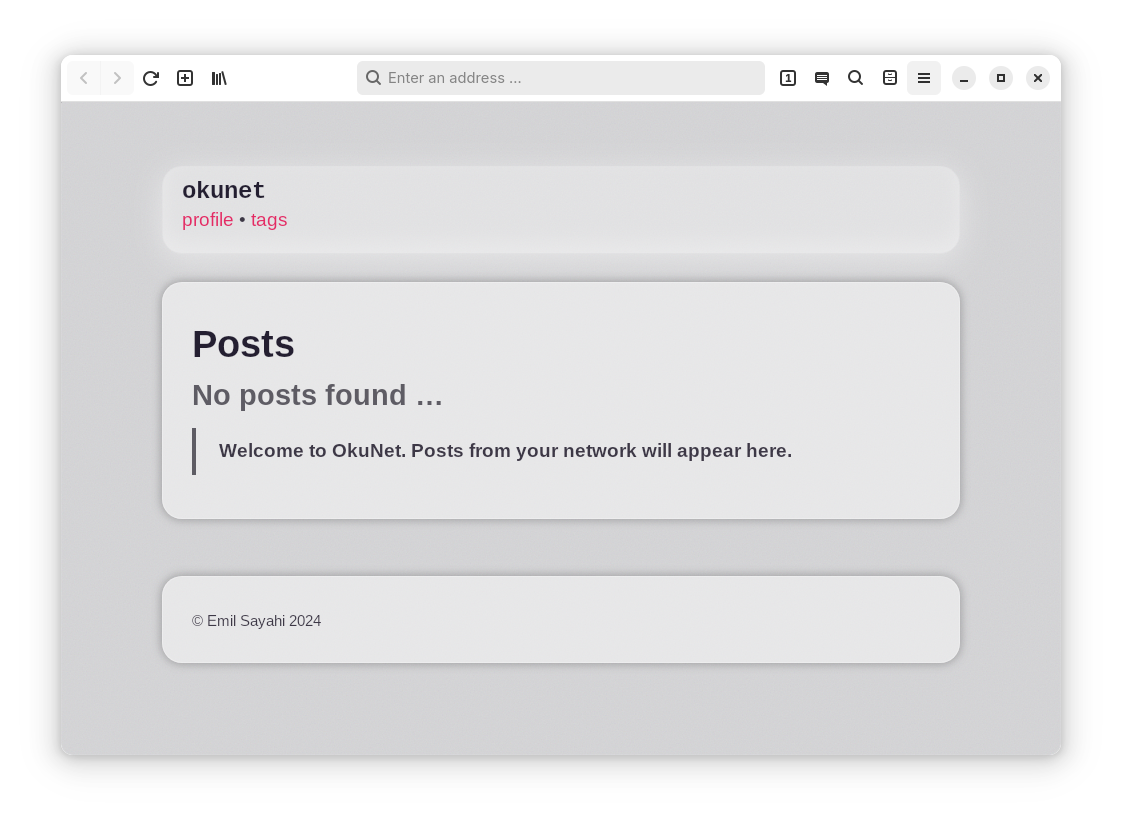 Enter an address ...
1
okunet
profile • tags
Posts
No posts found …
Welcome to OkuNet. Posts from your network will appear here.
© Emil Sayahi 2024